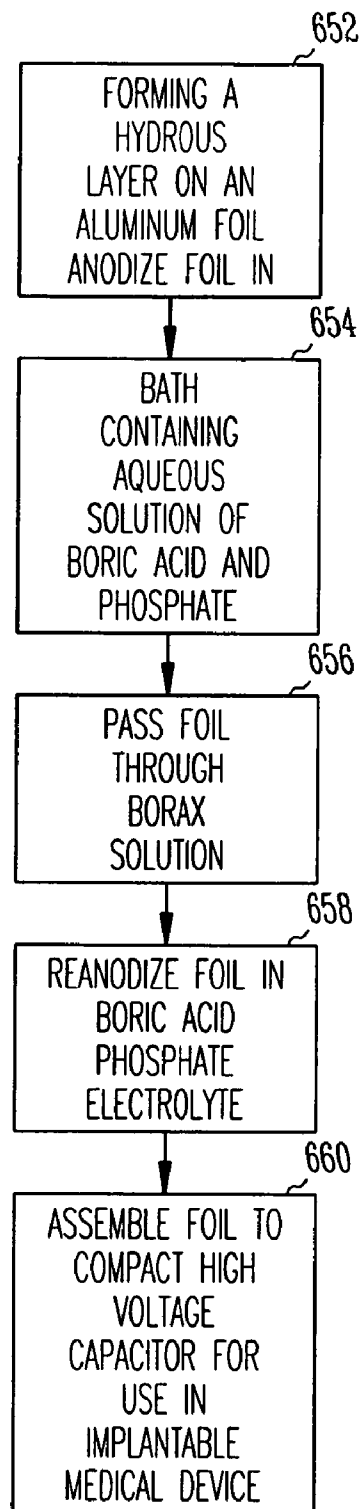 652
FORMING A
HYDROUS
LAYER ON AN
ALUMINUM FOIL
ANODIZE FOIL IN
654
BATH
CONTAINING
AQUEOUS
SOLUTION OF
BORIC ACID AND
PHOSPHATE
656
PASS FOIL
THROUGH
BORAX
SOLUTION
658
REANODIZE FOIL IN
BORIC ACID
PHOSPHATE
ELECTROLYTE
660
ASSEMBLE FOIL TO
COMPACT HIGH
VOLTAGE
CAPACITOR FOR
USE IN
IMPLANTABLE
MEDICAL DEVICE